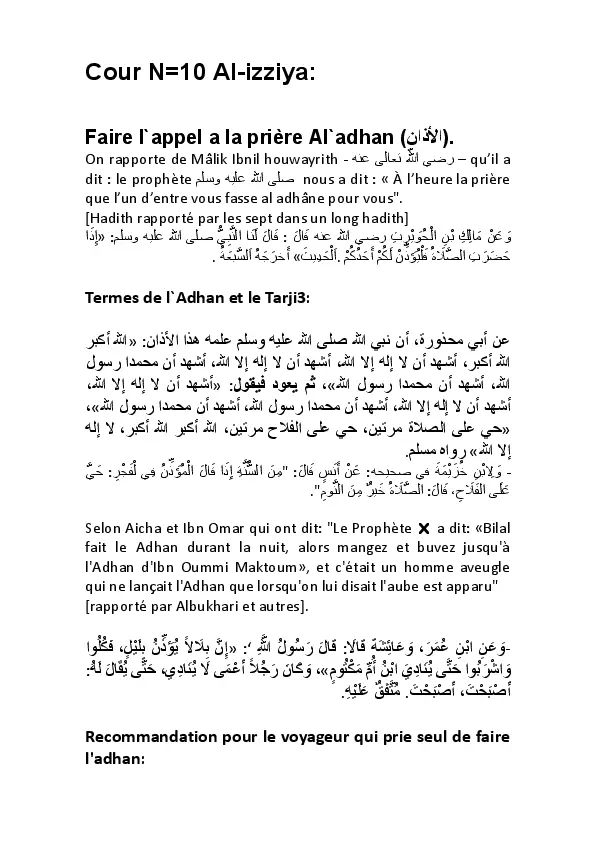 Cour N=10 Al-izziya:
Faire l`appel a la prière Al`adhan (الأذان).
On rapporte de Mâlik Ibnil houwayrith - رضي الله تعالى عنه – qu’il a
dit : le prophète صلى الله عليه وسلم nous a dit : « À l’heure la prière
que l’un d’entre vous fasse al adhâne pour vous".
[Hadith rapporté par les sept dans un long hadith]
وَعَنْ مَالِكِ بْنِ الْحُوَيْرِثِ رضي الله عنه قَالَ : قَالَ لَنَا النَّبِيُّ صلى الله عليه وسلم: «إِذَا
حَضَرَتِ الصَّلَاةُ فَلْيُؤَذِّنْ لَكُمْ أَحَدُكُمْ .اَلْحَدِيثَ» أَخرَجَهُ اَلسَّبْعَةُ .
Termes de l`Adhan et le Tarji3:
عن أبي محذورة، أن نبي الله صلى الله عليه وسلم علمه هذا الأذان: «الله أكبر
الله أكبر، أشهد أن لا إله إلا الله، أشهد أن لا إله إلا الله، أشهد أن محمدا رسول
الله، أشهد أن محمدا رسول الله»، ثم يعود فيقول: «أشهد أن لا إله إلا الله،
أشهد أن لا إله إلا الله، أشهد أن محمدا رسول الله، أشهد أن محمدا رسول الله»،
«حي على الصلاة مرتين، حي على الفلاح مرتين، الله أكبر الله أكبر، لا إله
إلا الله» رواه مسلم.
- وَلِابْنِ خُزَيْمَةَ في صحيحه: عَنْ أَنَسٍ قَالَ: "مِنَ السُّنَّةِ إِذَا قَالَ الْمُؤَذِّنُ فِي لْفَجْرِ: حَيَّ
عَلَى الفَلَاحِ، قَالَ: الصَّلَاةُ خَيرٌ مِنَ النَّوْمِ".
Selon Aicha et Ibn Omar qui ont dit: "Le Prophète ❌ a dit: «Bilal
fait le Adhan durant la nuit, alors mangez et buvez jusqu'à
l'Adhan d'Ibn Oummi Maktoum», et c'était un homme aveugle
qui ne lançait l'Adhan que lorsqu'on lui disait l'aube est apparu"
[rapporté par Albukhari et autres].
-وَعَنِ ابْنِ عُمَرَ، وَعَائِشَةَ قَالَا: قَالَ رَسُولُ اللَّهِ ؛: «إِنَّ بِلَالاً يُؤَذِّنُ بِلَيْلٍ، فَكُلُوا
وَاشْرَبُوا حَتَّى يُنَادِيَ ابْنُ أُمِّ مَكْتُومٍ»، وَكَانَ رَجُلاً أَعْمَى لَا يُنَادِي، حَتَّى يُقَالَ لَهُ:
أَصْبَحْتَ، أَصْبَحْتَ. مُتَّفَقٌ عَلَيْهِ.
Recommandation pour le voyageur qui prie seul de faire
l'adhan: